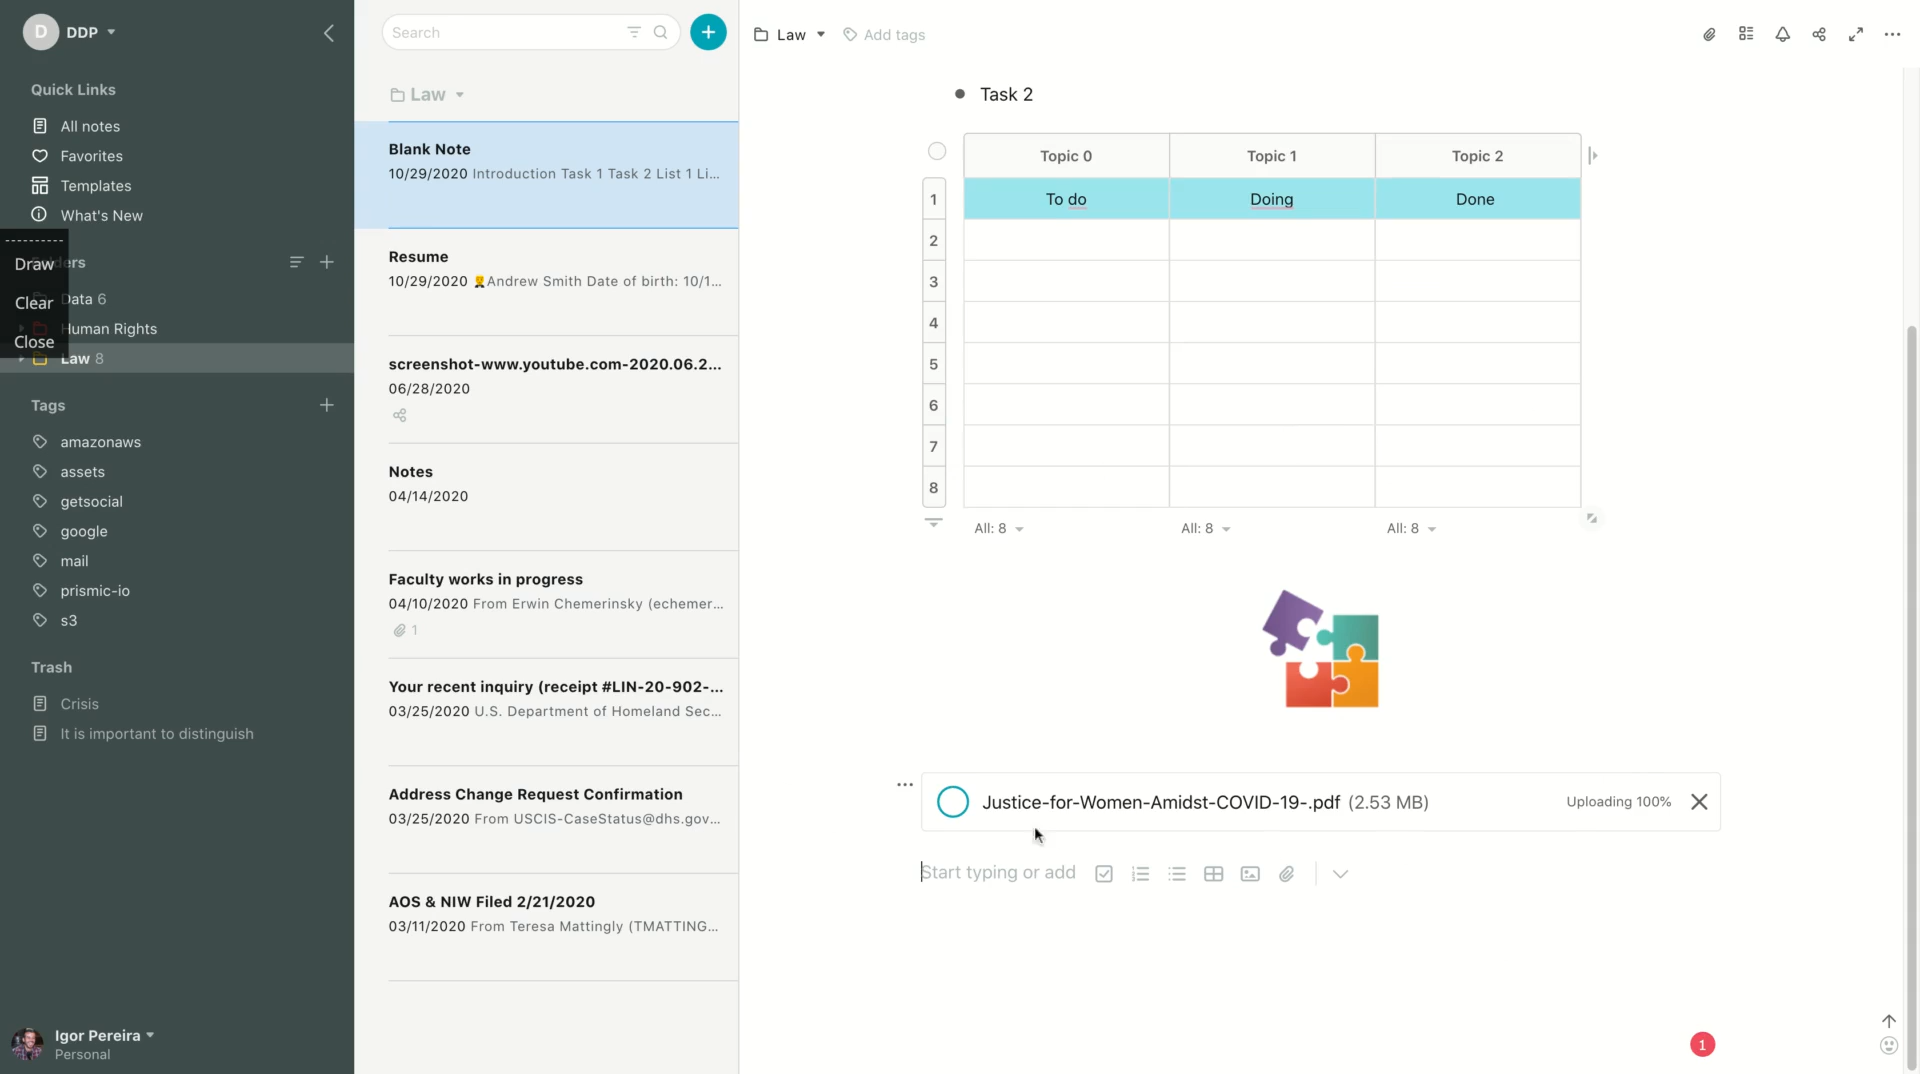 D DDP
Quick Links
All notes
Favorites
Templates
What's New
Draw
ders
Clear
Data 6
Human Rights
Close
Law 8
Tags
amazonaws
assets
getsocial
google
mail
prismic-io
s3
Trash
Crisis
It is important to distinguish
Igor Pereira
Personal
Search
Law
Blank Note
10/29/2020 Introduction Task 1 Task 2 List 1 Li...
Resume
10/29/2020 Andrew Smith Date of birth: 10/1...
screenshot-www.youtube.com-2020.06.2...
06/28/2020
Notes
04/14/2020
Faculty works in progress
04/10/2020 From Erwin Chemerinsky (echemer...
1
Your recent inquiry (receipt #LIN-20-902-...
03/25/2020 U.S. Department of Homeland Sec...
Address Change Request Confirmation
03/25/2020 From USCIS-CaseStatus@dhs.gov...
AOS & NIW Filed 2/21/2020
03/11/2020 From Teresa Mattingly (TMATTING...
Law Add tags
Task 2
Topic 0 Topic 1 Topic 2
1 To do Doing Done
2
3
4
5
6
7
8
All: 8 All: 8 All: 8
Justice-for-Women-Amidst-COVID-19-.pdf (2.53 MB) Uploading 100%
Start typing or add
1